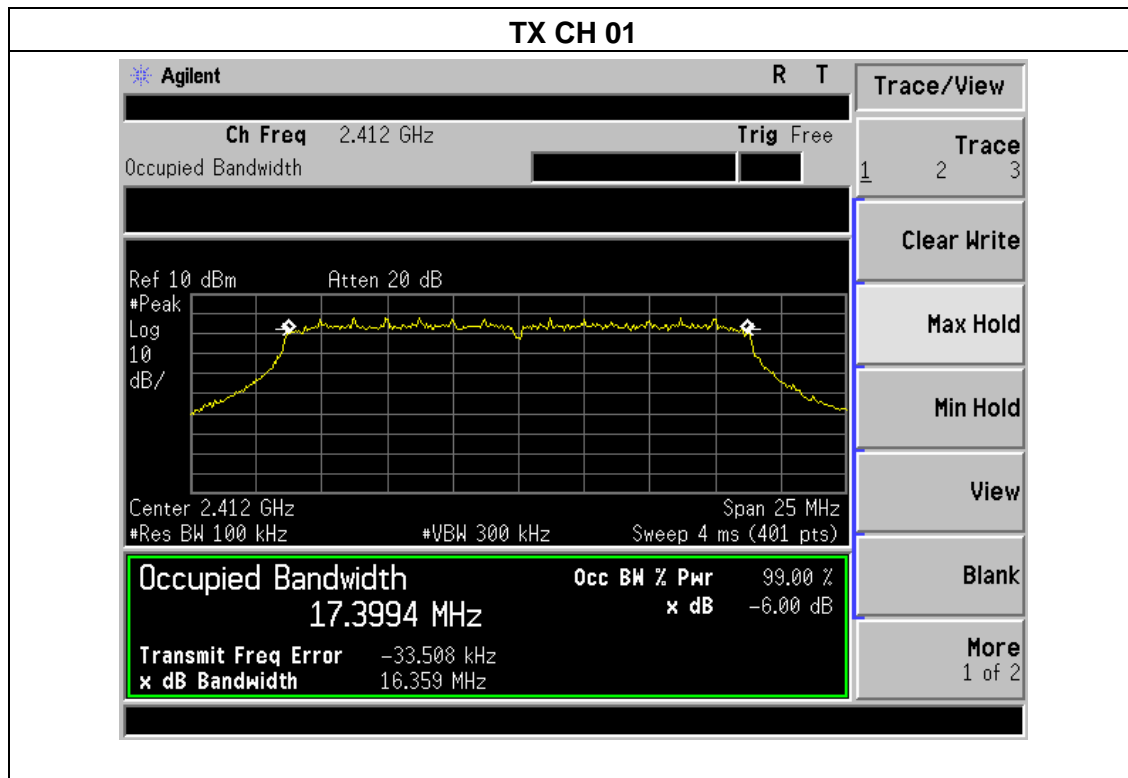 TX CH 01
Agilent R T
Trace/View
Ch Freq 2.412 GHz Trig Free
Occupied Bandwidth
Trace
1 2 3
Clear Write
Ref 10 dBm Atten 20 dB
#Peak
Log
10
dB/
Max Hold
Min Hold
Center 2.412 GHz Span 25 MHz
#Res BW 100 kHz #VBW 300 kHz Sweep 4 ms (401 pts)
View
Occupied Bandwidth
17.3994 MHz
Occ BW % Pwr 99.00 %
x dB -6.00 dB
Blank
Transmit Freq Error -33.508 kHz
x dB Bandwidth 16.359 MHz
More
1 of 2